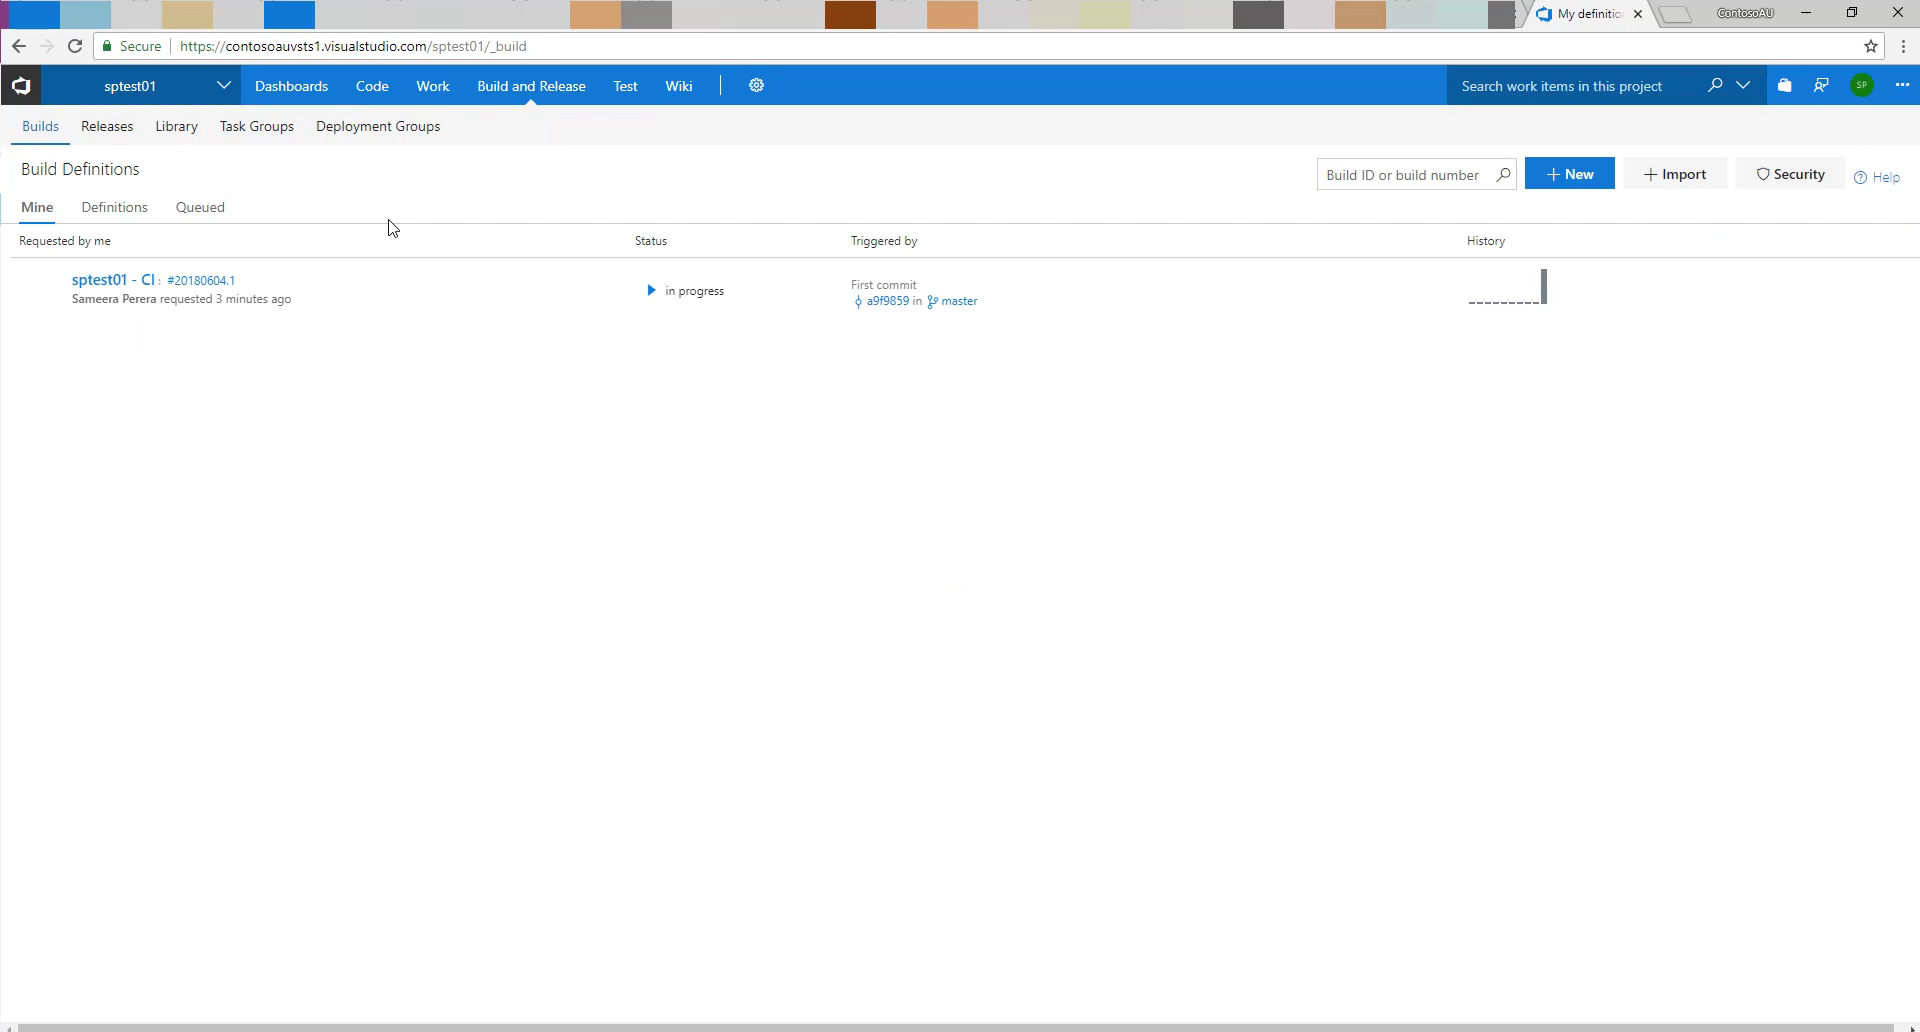 My definitio
ContosoAU
Secure https://contosoauvsts1.visualstudio.com/sptest01/_build
sptest01 Dashboards Code Work Build and Release Test Wiki Search work items in this project SP
Builds Releases Library Task Groups Deployment Groups
Build Definitions
Build ID or build number + New + Import Security Help
Mine Definitions Queued
Requested by me Status Triggered by History
sptest01 - CI : #20180604.1
Sameera Perera requested 3 minutes ago
in progress
First commit
a9f9859 in master